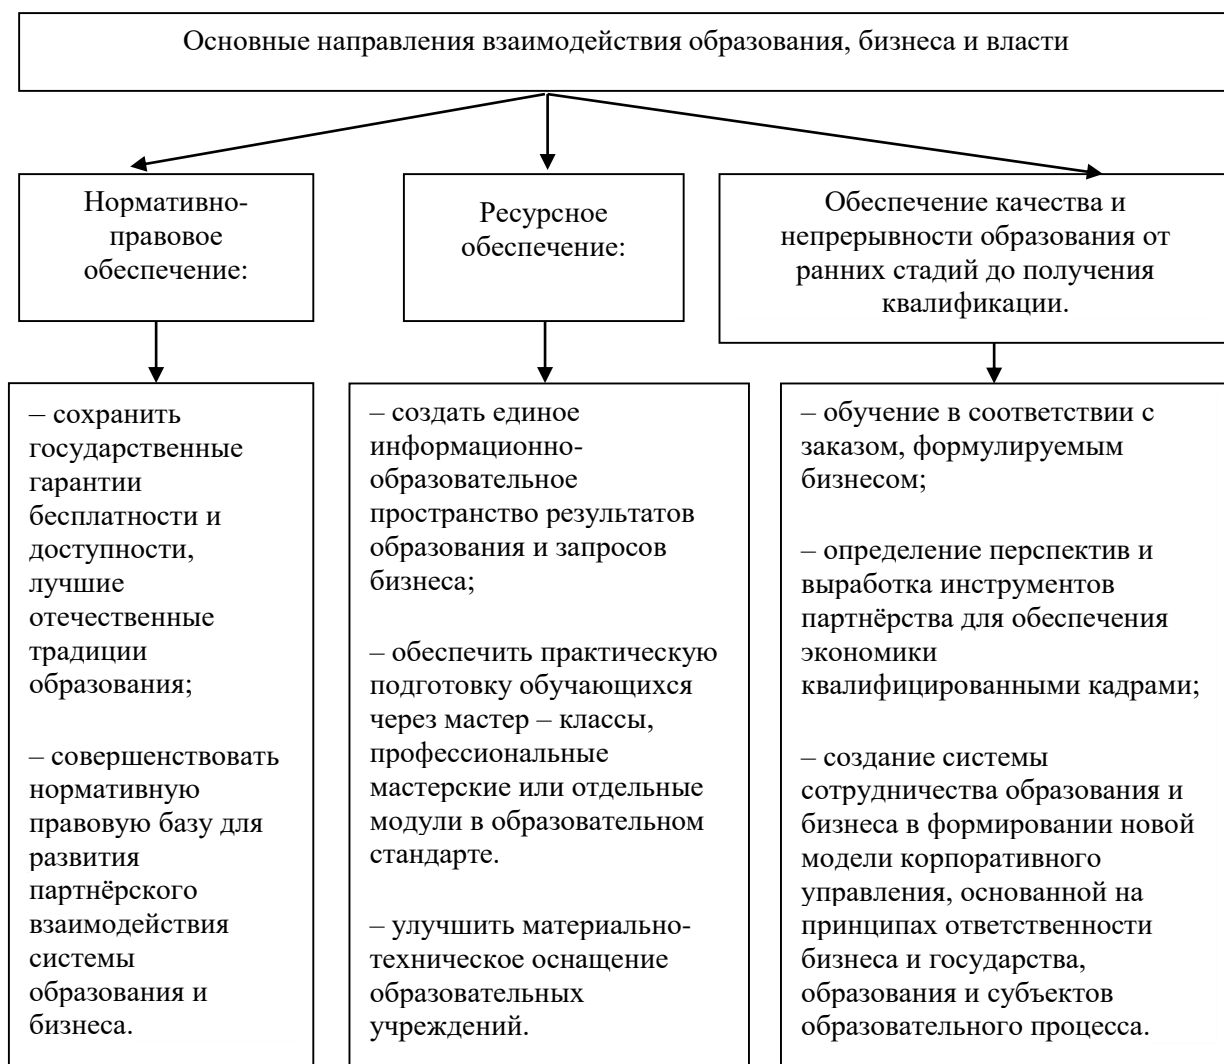 Основные направления взаимодействия образования, бизнеса и власти
Нормативно-
правовое
обеспечение:
Ресурсное
обеспечение:
Обеспечение качества и
непрерывности образования от
ранних стадий до получения
квалификации.
– сохранить
государственные
гарантии
бесплатности и
доступности,
лучшие
отечественные
традиции
образования;
– совершенствовать
нормативную
правовую базу для
развития
партнёрского
взаимодействия
системы
образования и
бизнеса.
– создать единое
информационно-
образовательное
пространство результатов
образования и запросов
бизнеса;
– обеспечить практическую
подготовку обучающихся
через мастер – классы,
профессиональные
мастерские или отдельные
модули в образовательном
стандарте.
– улучшить материально-
техническое оснащение
образовательных
учреждений.
– обучение в соответствии с
заказом, формулируемым
бизнесом;
– определение перспектив и
выработка инструментов
партнёрства для обеспечения
экономики
квалифицированными кадрами;
– создание системы
сотрудничества образования и
бизнеса в формировании новой
модели корпоративного
управления, основанной на
принципах ответственности
бизнеса и государства,
образования и субъектов
образовательного процесса.